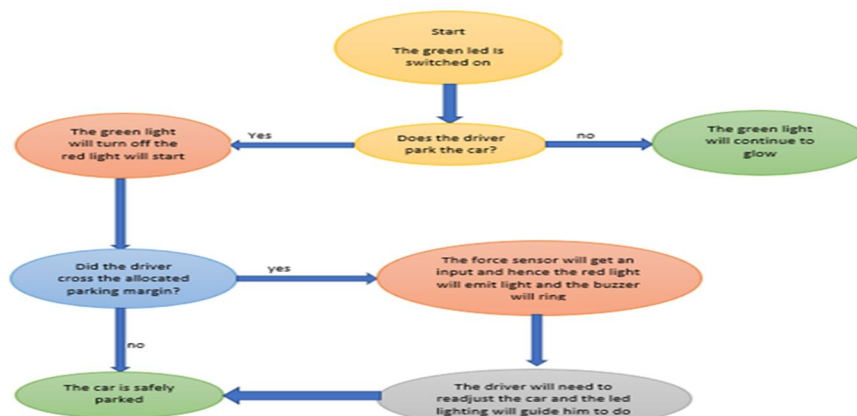 Start
The green led is
switched on
The green light
will turn off the
red light will start
Yes
Does the driver
park the car?
no
The green light
will continue to
glow
Did the driver
cross the allocated
parking margin?
yes
The force sensor will get an
input and hence the red light
will emit light and the buzzer
will ring
no
The car is safely
parked
The driver will need to
readjust the car and the led
lighting will guide him to do